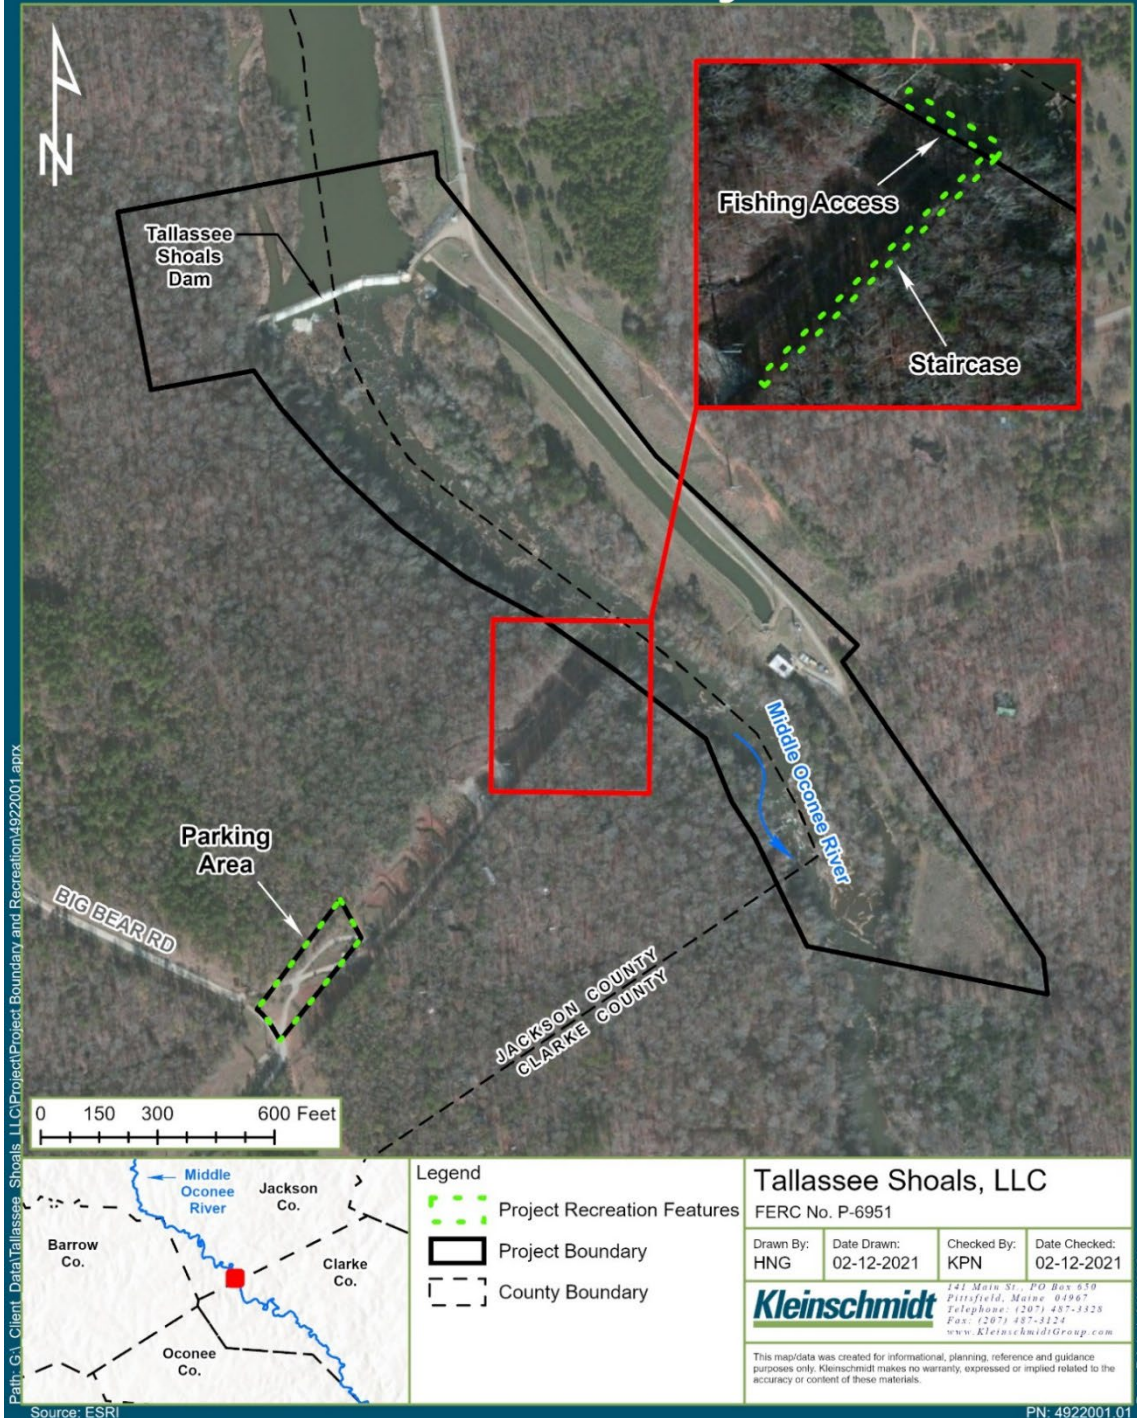 N
Tallassee
Shoals
Dam
Fishing Access
Staircase
Middle Oconee River
Parking
Area
BIG BEAR RD
JACKSON COUNTY
CLARKE COUNTY
0 150 300 600 Feet
Middle
Oconee
River
Jackson
Co.
Barrow
Co.
Clarke
Co.
Oconee
Co.
Legend
Project Recreation Features
Project Boundary
County Boundary
Tallassee Shoals, LLC
FERC No. P-6951
Drawn By:
HNG
Date Drawn:
02-12-2021
Checked By:
KPN
Date Checked:
02-12-2021
Kleinschmidt
141 Main St., PO Box 650
Pittsfield, Maine 04967
Telephone: (207) 487-3328
Fax: (207) 487-3124
www.KleinschmidtGroup.com
This map/data was created for informational, planning, reference and guidance
purposes only. Kleinschmidt makes no warranty, expressed or implied related to the
accuracy or content of these materials.
Path: G:\_Client_Data\Tallassee_Shoals_LLC\Project\Project Boundary and Recreation\4922001.aprx
Source: ESRI
PN: 4922001.01